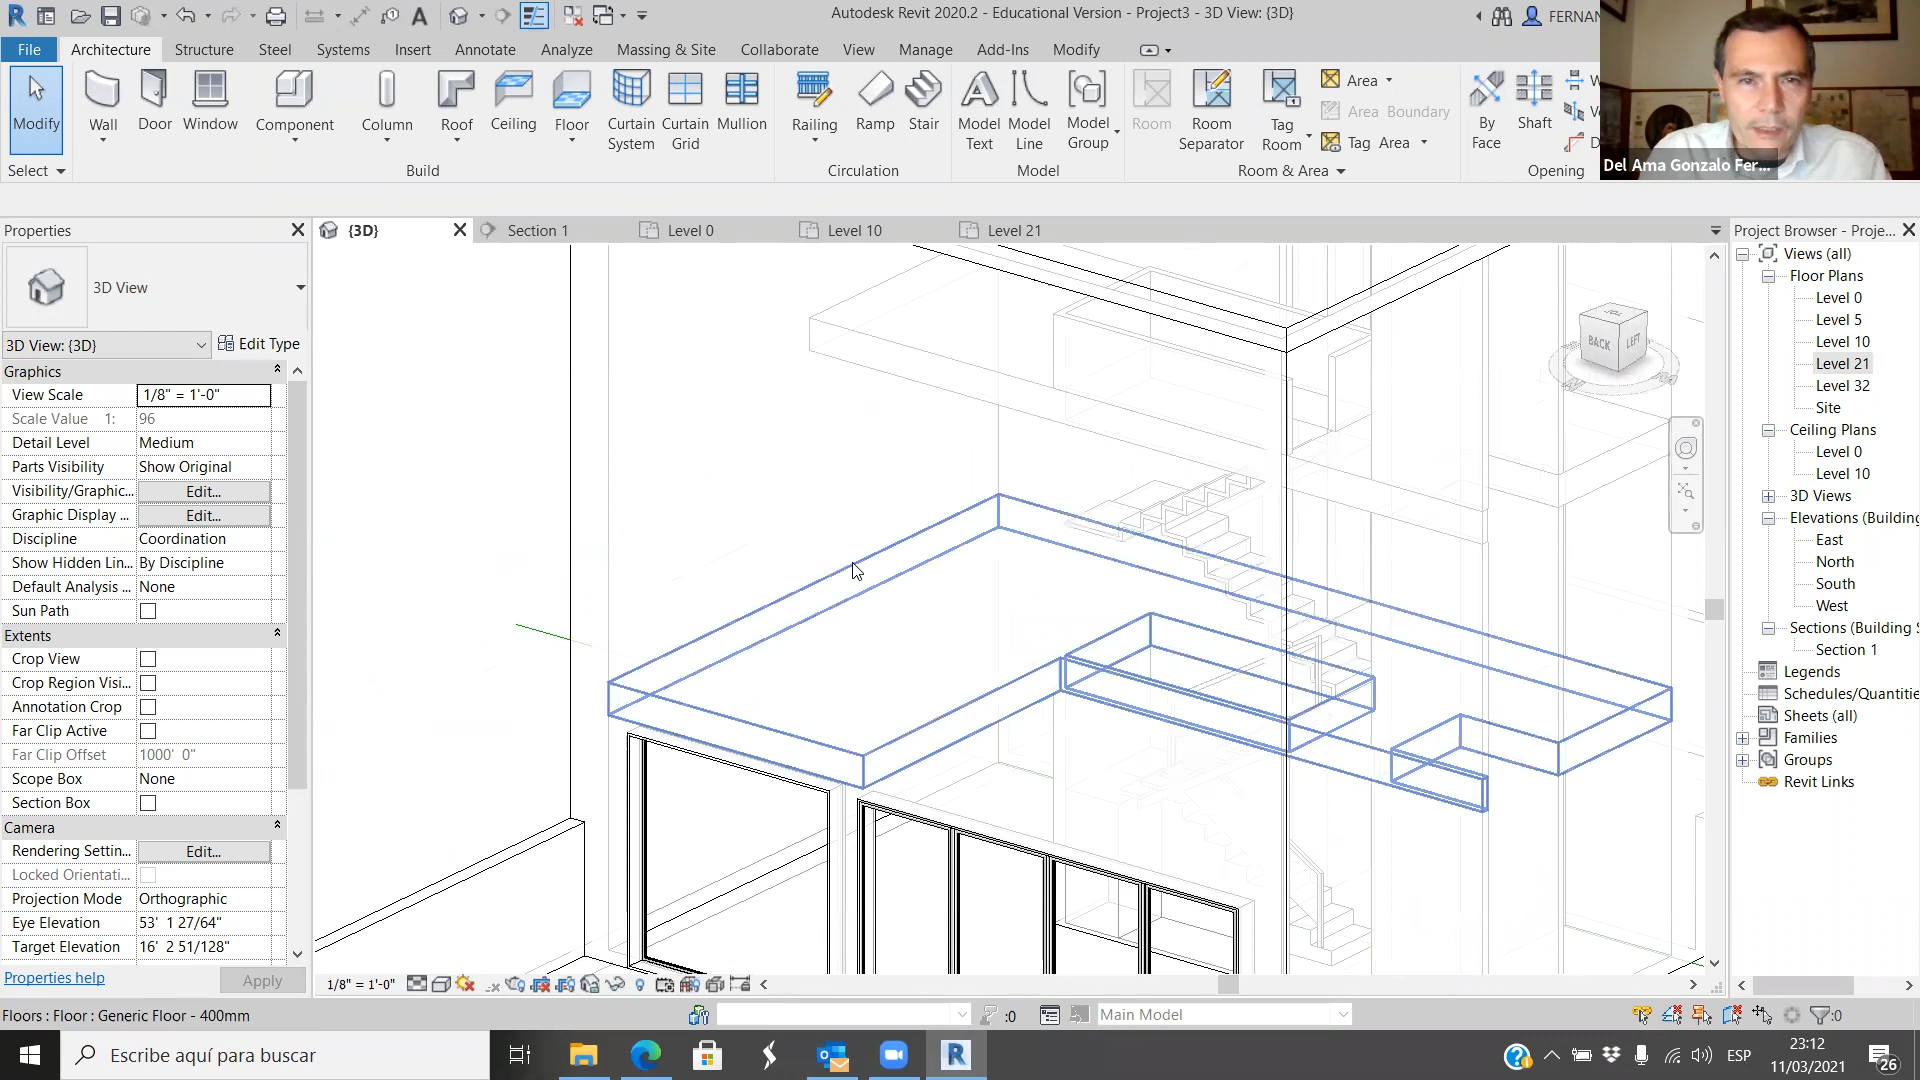 Autodesk Revit 2020.2 - Educational Version - Project3 - 3D View: {3D}
FERNAN
File
Architecture
Structure
Steel
Systems
Insert
Annotate
Analyze
Massing & Site
Collaborate
View
Manage
Add-Ins
Modify
Modify
Wall
Door
Window
Component
Column
Roof
Ceiling
Floor
Curtain System
Curtain Grid
Mullion
Railing
Ramp
Stair
Model Text
Model Line
Model Group
Room
Room Separator
Tag Room
Area
Area Boundary
Tag Area
By Face
Shaft
Select
Build
Circulation
Model
Room & Area
Opening
Del Ama Gonzalo Fer...
Properties
3D View
3D View: {3D}
Edit Type
Graphics
View Scale 1/8" = 1'-0"
Scale Value 1: 96
Detail Level Medium
Parts Visibility Show Original
Visibility/Graphic... Edit...
Graphic Display ... Edit...
Discipline Coordination
Show Hidden Lin... By Discipline
Default Analysis ... None
Sun Path
Extents
Crop View
Crop Region Visi...
Annotation Crop
Far Clip Active
Far Clip Offset 1000' 0"
Scope Box None
Section Box
Camera
Rendering Settin... Edit...
Locked Orientati...
Projection Mode Orthographic
Eye Elevation 53' 1 27/64"
Target Elevation 16' 2 51/128"
Properties help
Apply
{3D}
Section 1
Level 0
Level 10
Level 21
BACK
LEFT
1/8" = 1'-0"
Project Browser - Proje...
Views (all)
Floor Plans
Level 0
Level 5
Level 10
Level 21
Level 32
Site
Ceiling Plans
Level 0
Level 10
3D Views
Elevations (Building
East
North
South
West
Sections (Building S
Section 1
Legends
Schedules/Quantitie
Sheets (all)
Families
Groups
Revit Links
Floors : Floor : Generic Floor - 400mm
:0
Main Model
:0
Escribe aquí para buscar
ESP
23:12
11/03/2021
26